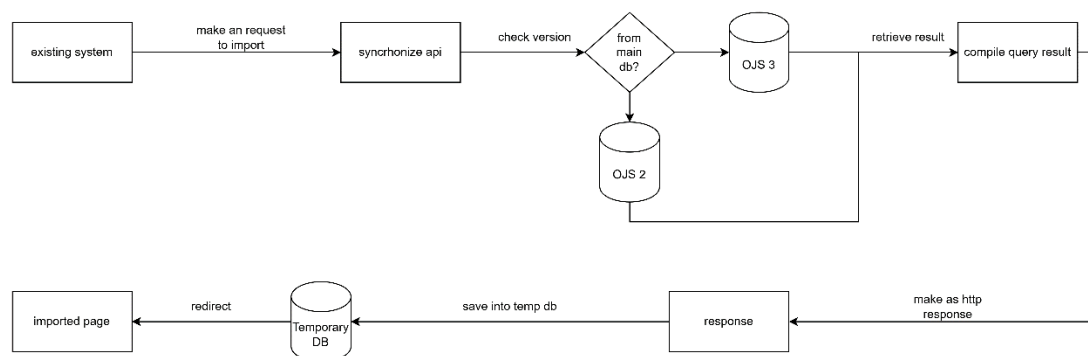 existing system
make an request
to import
syncrhonize api
check version
from
main
db?
OJS 3
retrieve result
compile query result
OJS 2
imported page
redirect
Temporary
DB
save into temp db
response
make as http
response